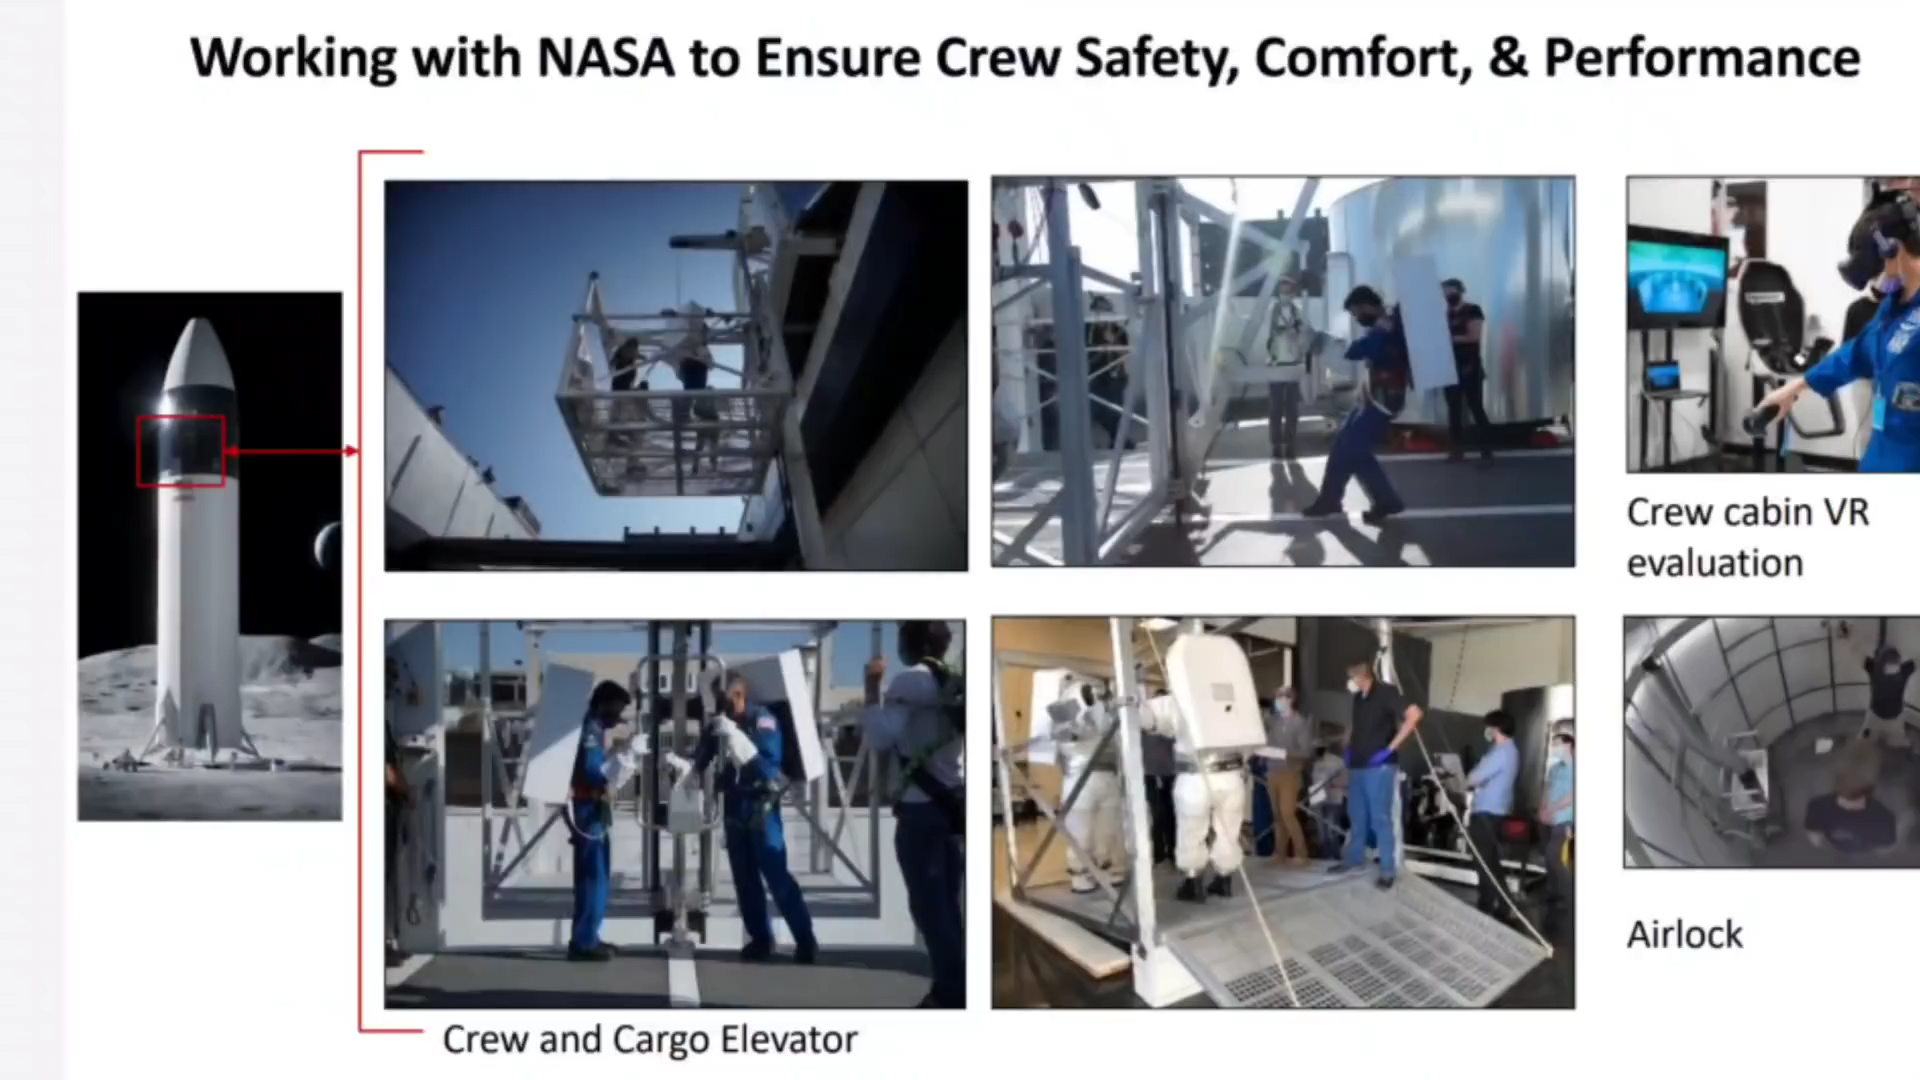 Working with NASA to Ensure Crew Safety, Comfort, & Performance
Crew cabin VR
evaluation
Airlock
Crew and Cargo Elevator